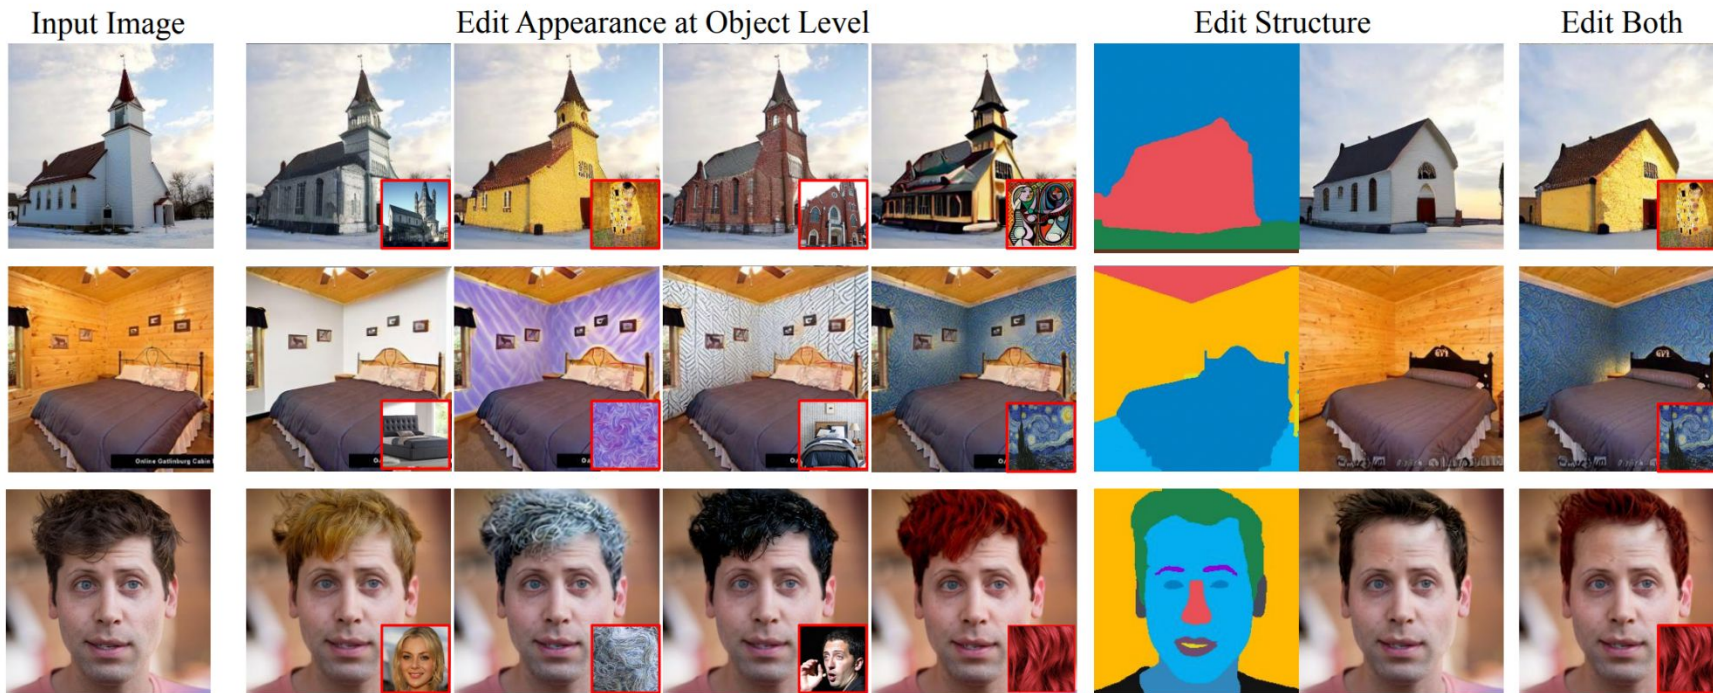 Input Image
Edit Appearance at Object Level
Edit Structure
Edit Both
Online Gatlinburg Cabin